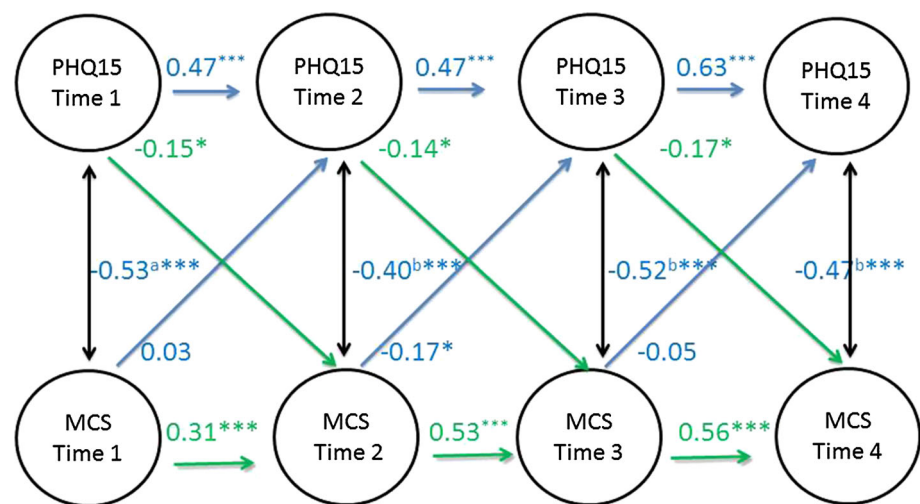 PHQ15
Time 1
0.47***
PHQ15
Time 2
0.47***
PHQ15
Time 3
0.63***
PHQ15
Time 4
-0.15*
-0.14*
-0.17*
-0.53a***
-0.40b***
-0.52b***
-0.47b***
0.03
-0.17*
-0.05
MCS
Time 1
0.31***
MCS
Time 2
0.53***
MCS
Time 3
0.56***
MCS
Time 4